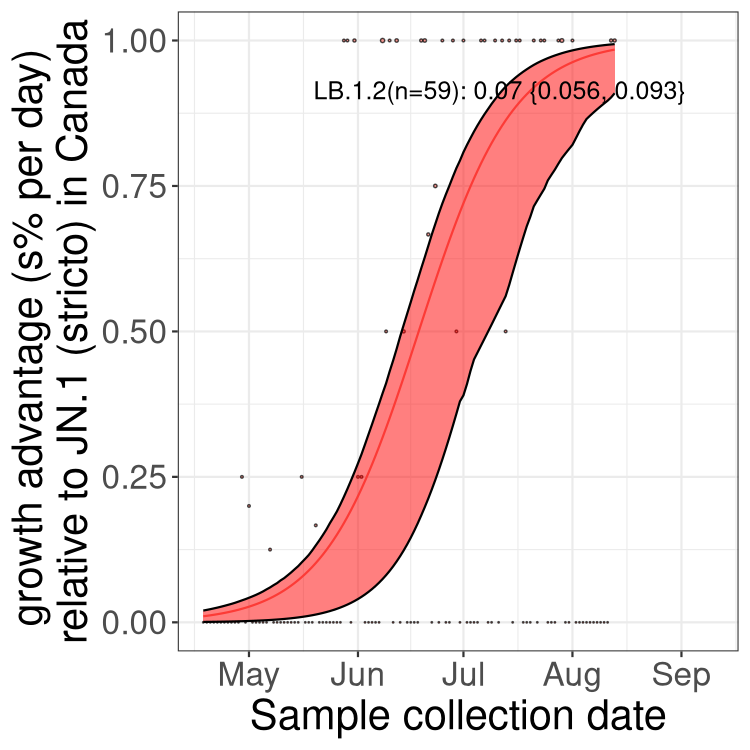 growth advantage (s% per day)
relative to JN.1 (stricto) in Canada
1.00
0.75
0.50
0.25
0.00
LB.1.2(n=59): 0.07 {0.056, 0.093}
May Jun Jul Aug Sep
Sample collection date